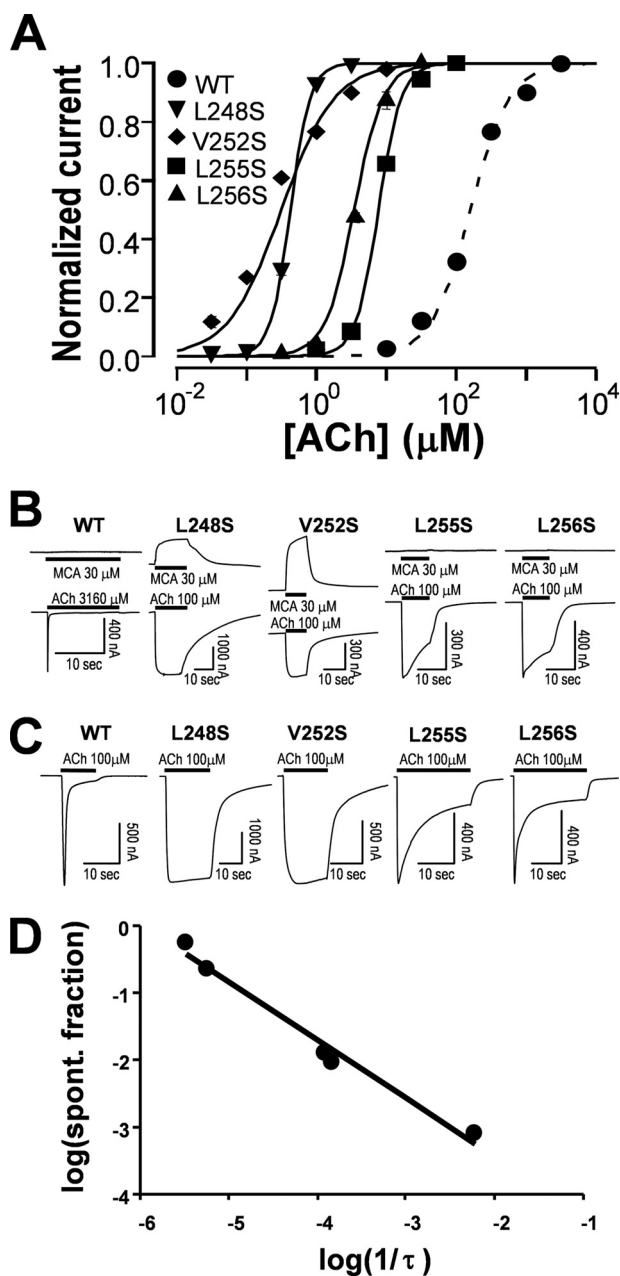 A
Normalized current
1.0
0.8
0.6
0.4
0.2
0.0
WT
L248S
V252S
L255S
L256S
10-2 100 102 104
[ACh] (μM)
B
WT L248S V252S L255S L256S
MCA 30 μM MCA 30 μM MCA 30 μM MCA 30 μM MCA 30 μM
ACh 3160 μM ACh 100 μM ACh 100 μM ACh 100 μM ACh 100 μM
400 nA 1000 nA 300 nA 300 nA 400 nA
10 sec 10 sec 10 sec 10 sec 10 sec
C
WT L248S V252S L255S L256S
ACh 100μM ACh 100μM ACh 100μM ACh 100μM ACh 100μM
500 nA 1000 nA 500 nA 400 nA 400 nA
10 sec 10 sec 10 sec 10 sec 10 sec
D
log(spont. fraction)
0
-1
-2
-3
-4
-6 -5 -4 -3 -2 -1
log(1/τ)